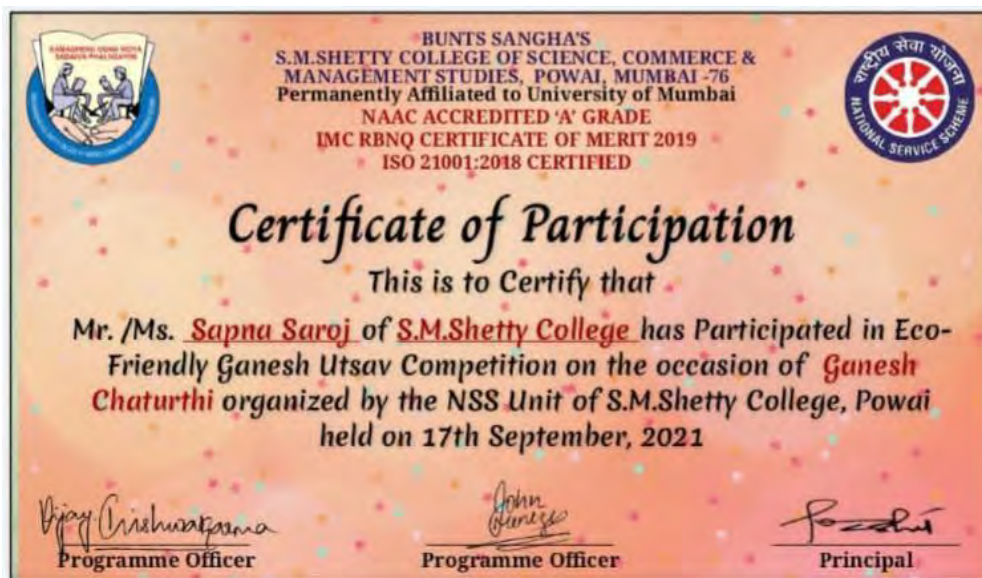 BUNTS SANGHA'S
S.M.SHETTY COLLEGE OF SCIENCE, COMMERCE &
MANAGEMENT STUDIES, POWAI, MUMBAI -76
Permanently Affiliated to University of Mumbai
NAAC ACCREDITED 'A' GRADE
IMC RBNQ CERTIFICATE OF MERIT 2019
ISO 21001:2018 CERTIFIED
राष्ट्रीय सेवा योजना
NATIONAL SERVICE SCHEME
Certificate of Participation
This is to Certify that
Mr. /Ms. Sapna Saroj of S.M.Shetty College has Participated in Eco-
Friendly Ganesh Utsav Competition on the occasion of Ganesh
Chaturthi organized by the NSS Unit of S.M.Shetty College, Powai
held on 17th September, 2021
Vijay
John
Programme Officer
Programme Officer
Principal